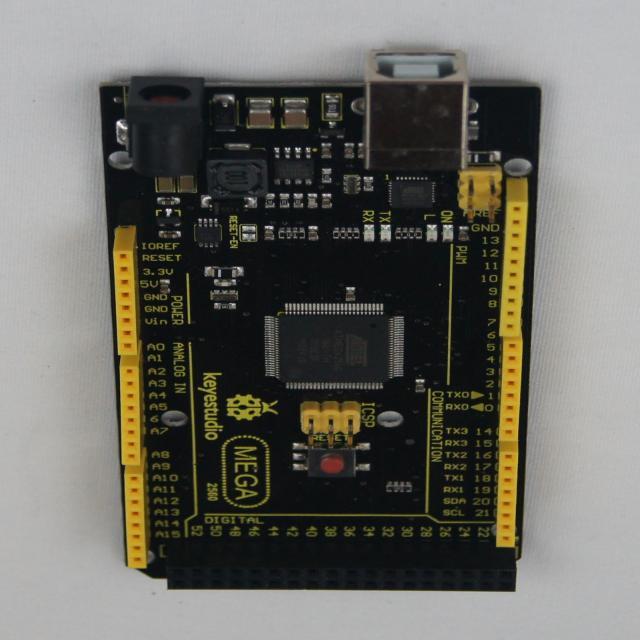 RESET-EN
RX
TX
L
ON
AREF
GND
13
12
11
10
9
8
7
6
5
4
3
2
TX0 1
RX0 0
PWM
IOREF
RESET
3.3V
5V
GND
GND
Vin
POWER
A0
A1
A2
A3
A4
A5
6
A7
A8
A9
A10
A11
A12
A13
A14
A15
ANALOG IN
keyestudio
MEGA
2560
ICSP
RESET
COMMUNICATION
TX3 14
RX3 15
TX2 16
RX2 17
TX1 18
RX1 19
SDA 20
SCL 21
DIGITAL
52 50 48 46 44 42 40 38 36 34 32 30 28 26 24 22